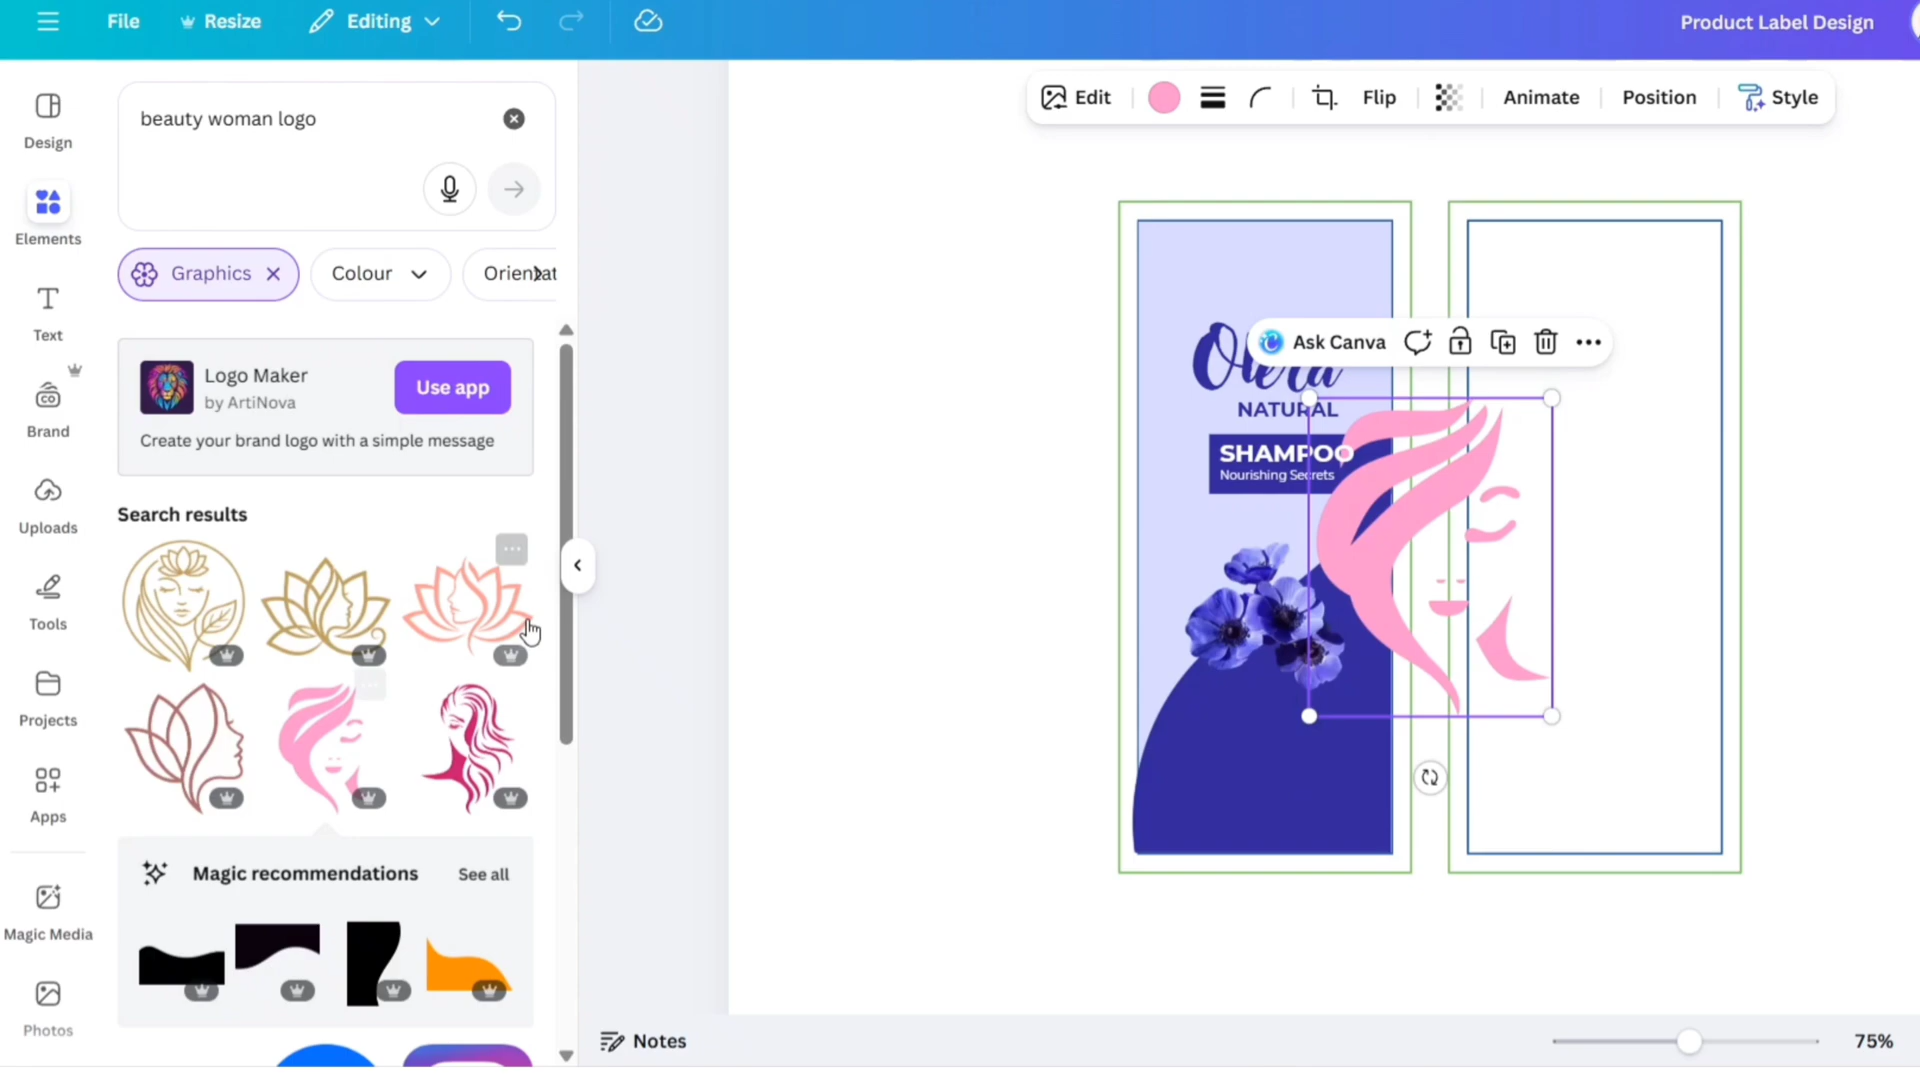 File
Resize
Editing
Product Label Design
Design
Elements
Text
Brand
Uploads
Tools
Projects
Apps
Magic Media
Photos
beauty woman logo
Graphics
Colour
Logo Maker
by ArtiNova
Use app
Create your brand logo with a simple message
Search results
Magic recommendations
See all
Edit
Flip
Animate
Position
Style
Ask Canva
NATURAL
SHAMPOO
Nourishing Secrets
Notes
75%